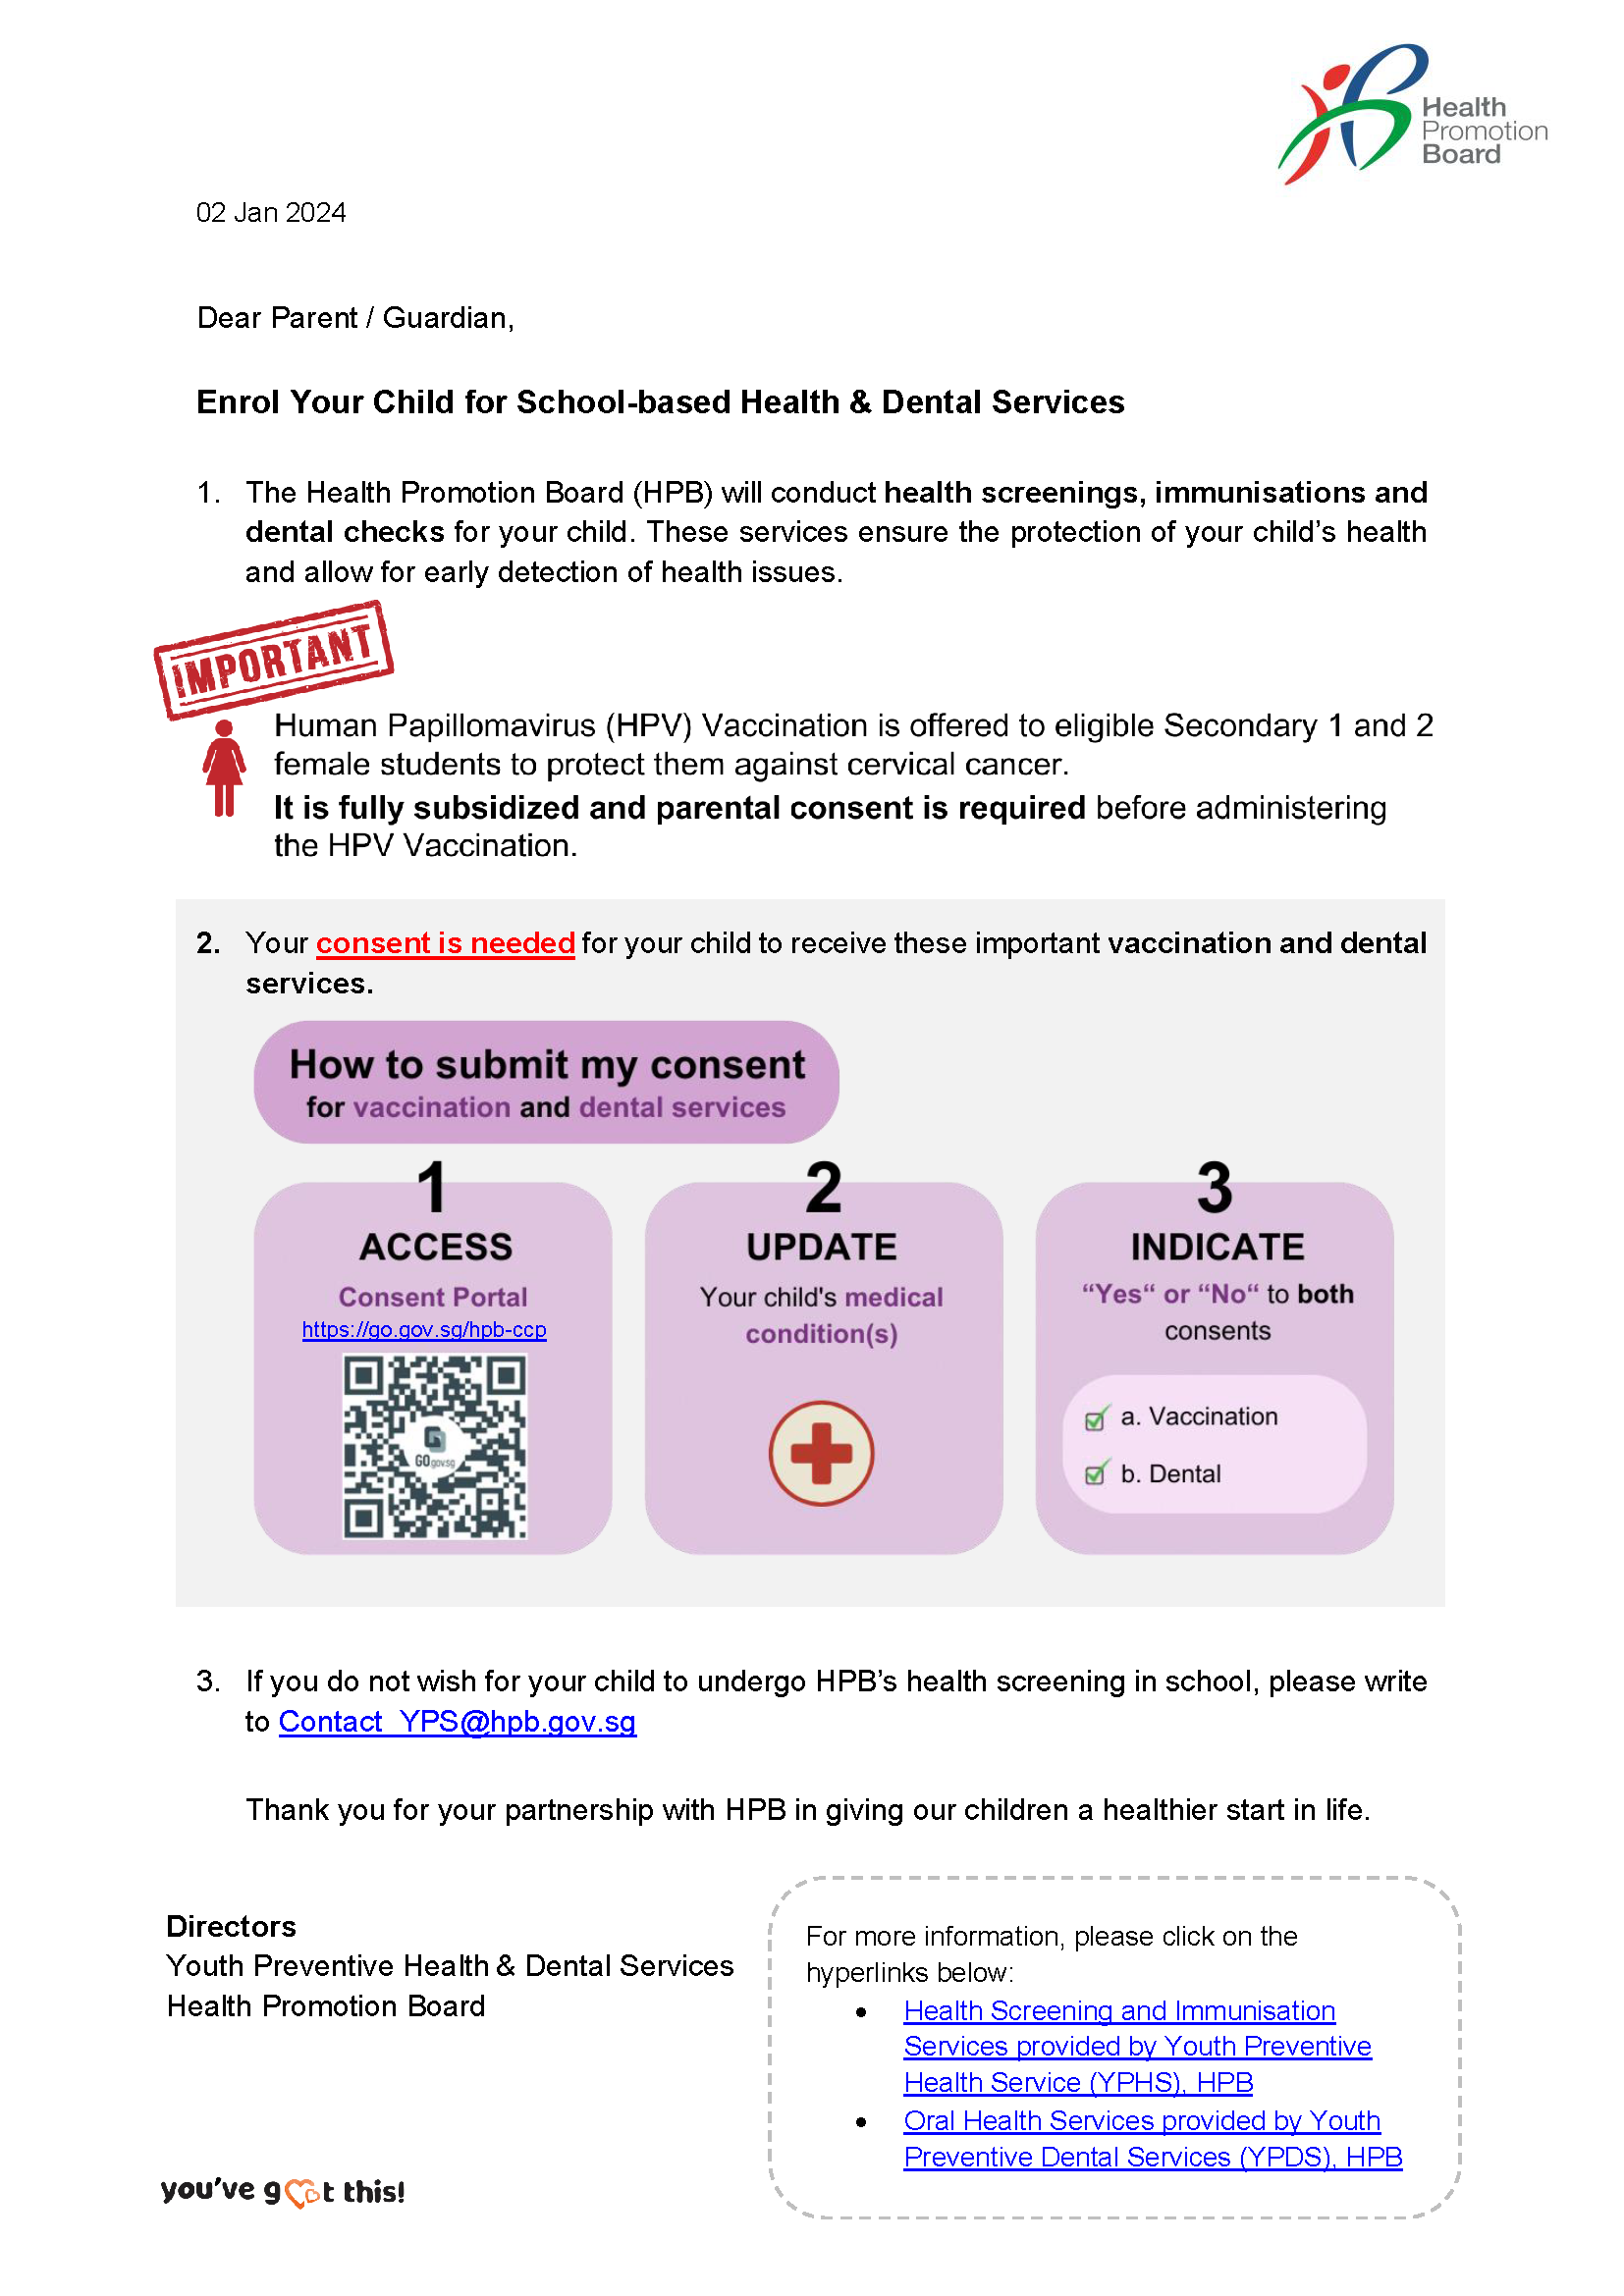 Health
Promotion
Board
02 Jan 2024
Dear Parent / Guardian,
Enrol Your Child for School-based Health & Dental Services
1. The Health Promotion Board (HPB) will conduct health screenings, immunisations and
dental checks for your child. These services ensure the protection of your child’s health
and allow for early detection of health issues.
IMPORTANT
Human Papillomavirus (HPV) Vaccination is offered to eligible Secondary 1 and 2
female students to protect them against cervical cancer.
It is fully subsidized and parental consent is required before administering
the HPV Vaccination.
2. Your consent is needed for your child to receive these important vaccination and dental
services.
How to submit my consent
for vaccination and dental services
1
ACCESS
Consent Portal
https://go.gov.sg/hpb-ccp
GOgov.sg
2
UPDATE
Your child's medical
condition(s)
3
INDICATE
“Yes“ or “No“ to both
consents
a. Vaccination
b. Dental
3. If you do not wish for your child to undergo HPB’s health screening in school, please write
to Contact_YPS@hpb.gov.sg
Thank you for your partnership with HPB in giving our children a healthier start in life.
Directors
Youth Preventive Health & Dental Services
Health Promotion Board
For more information, please click on the
hyperlinks below:
• Health Screening and Immunisation
Services provided by Youth Preventive
Health Service (YPHS), HPB
• Oral Health Services provided by Youth
Preventive Dental Services (YPDS), HPB
you’ve got this!